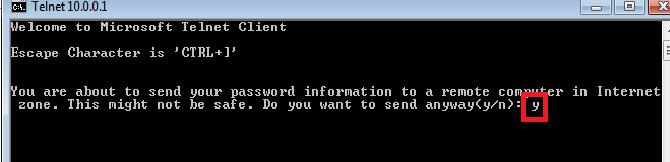 Telnet 10.0.0.1
Welcome to Microsoft Telnet Client
Escape Character is 'CTRL+]'
You are about to send your password information to a remote computer in Internet
zone. This might not be safe. Do you want to send anyway(y/n): y